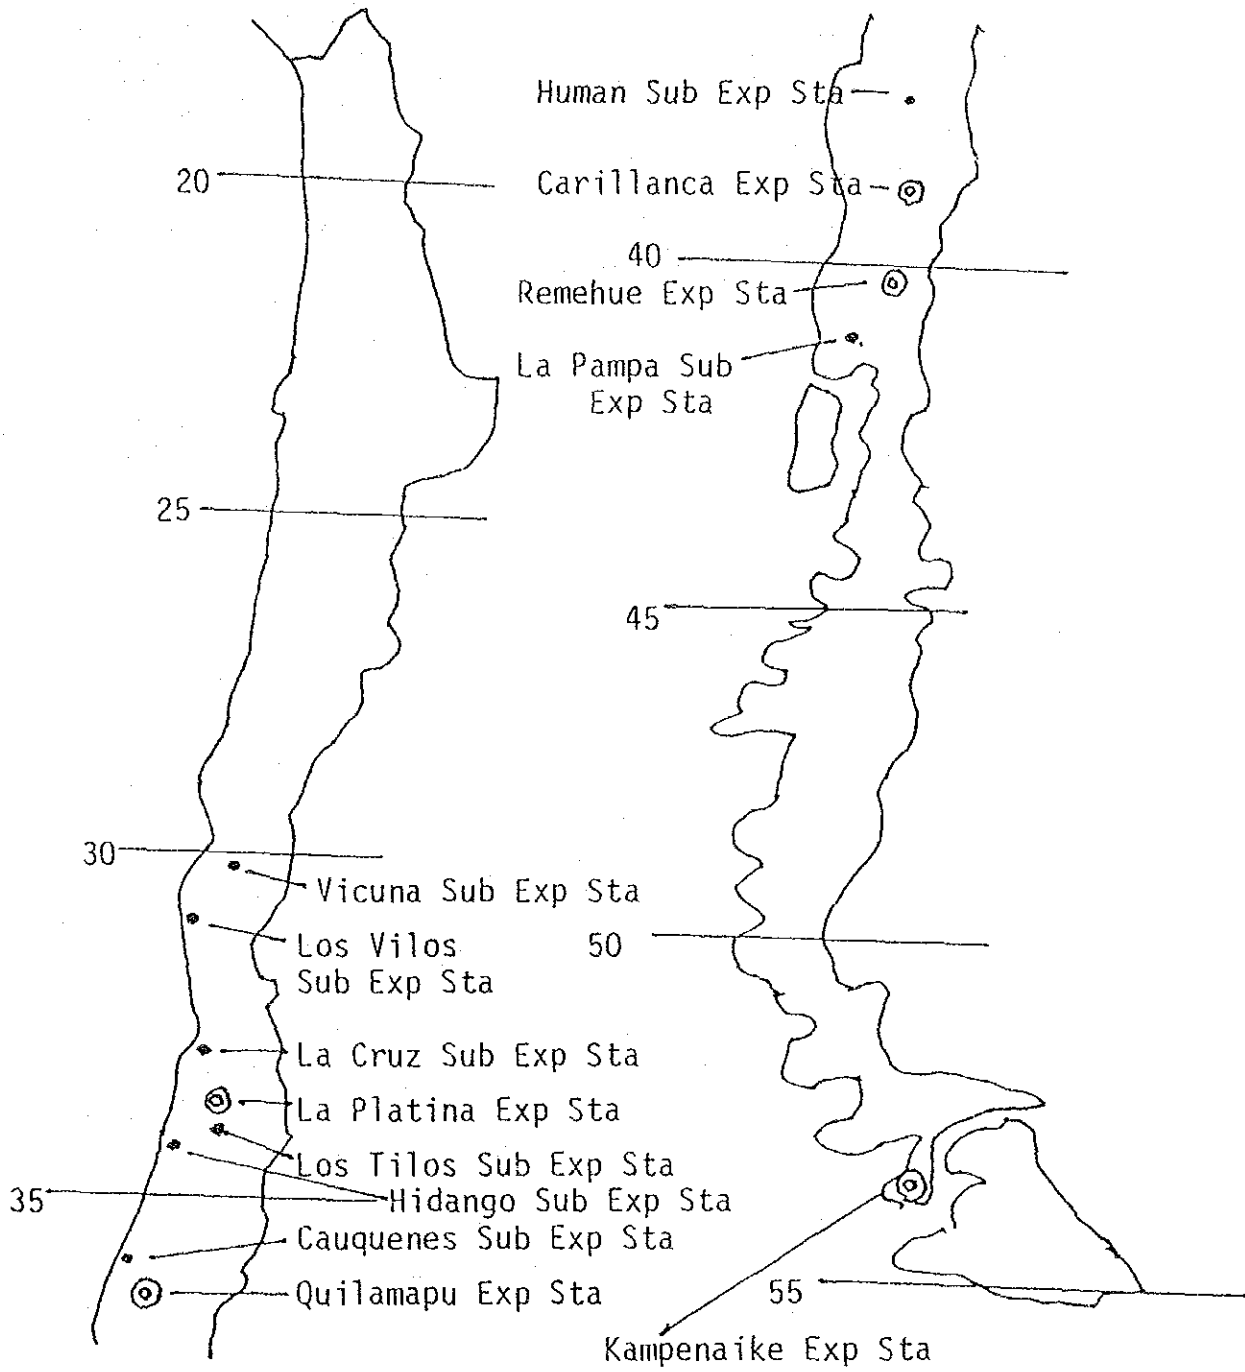 20
25
30
Vicuna Sub Exp Sta
Los Vilos
Sub Exp Sta
La Cruz Sub Exp Sta
La Platina Exp Sta
Los Tilos Sub Exp Sta
35
Hidango Sub Exp Sta
Cauquenes Sub Exp Sta
Quilamapu Exp Sta
Human Sub Exp Sta
Carillanca Exp Sta
40
Remehue Exp Sta
La Pampa Sub
Exp Sta
45
50
55
Kampenaike Exp Sta